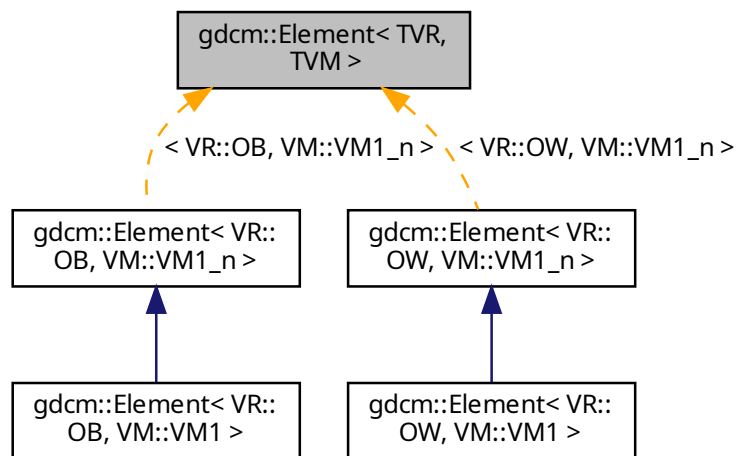 gdcm::Element< TVR,
TVM >
< VR::OB, VM::VM1_n >
< VR::OW, VM::VM1_n >
gdcm::Element< VR::
OB, VM::VM1_n >
gdcm::Element< VR::
OW, VM::VM1_n >
gdcm::Element< VR::
OB, VM::VM1 >
gdcm::Element< VR::
OW, VM::VM1 >